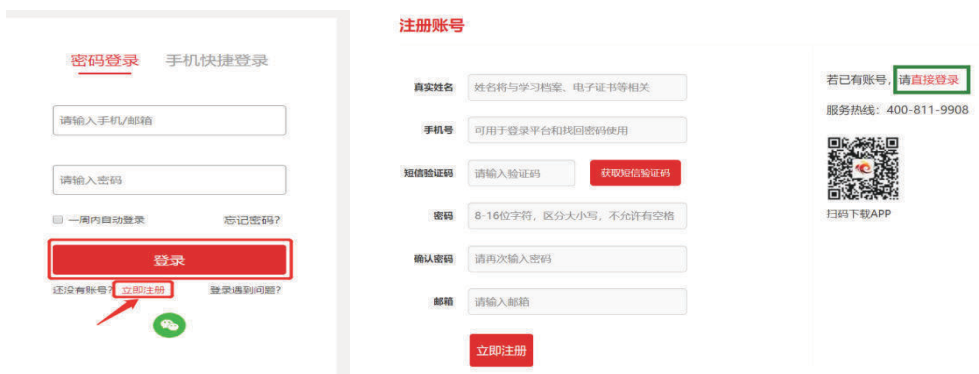 密码登录 手机快捷登录
请输入手机/邮箱
请输入密码
一周内自动登录 忘记密码?
登录
还没有账号? 立即注册 登录遇到问题?
注册账号
真实姓名 姓名将与学习档案、电子证书等相关
手机号 可用于登录平台和找回密码使用
短信验证码 请输入验证码 获取短信验证码
密码 8-16位字符，区分大小写，不允许有空格
确认密码 请再次输入密码
邮箱 请输入邮箱
立即注册
若已有账号，请直接登录
服务热线：400-811-9908
扫码下载APP